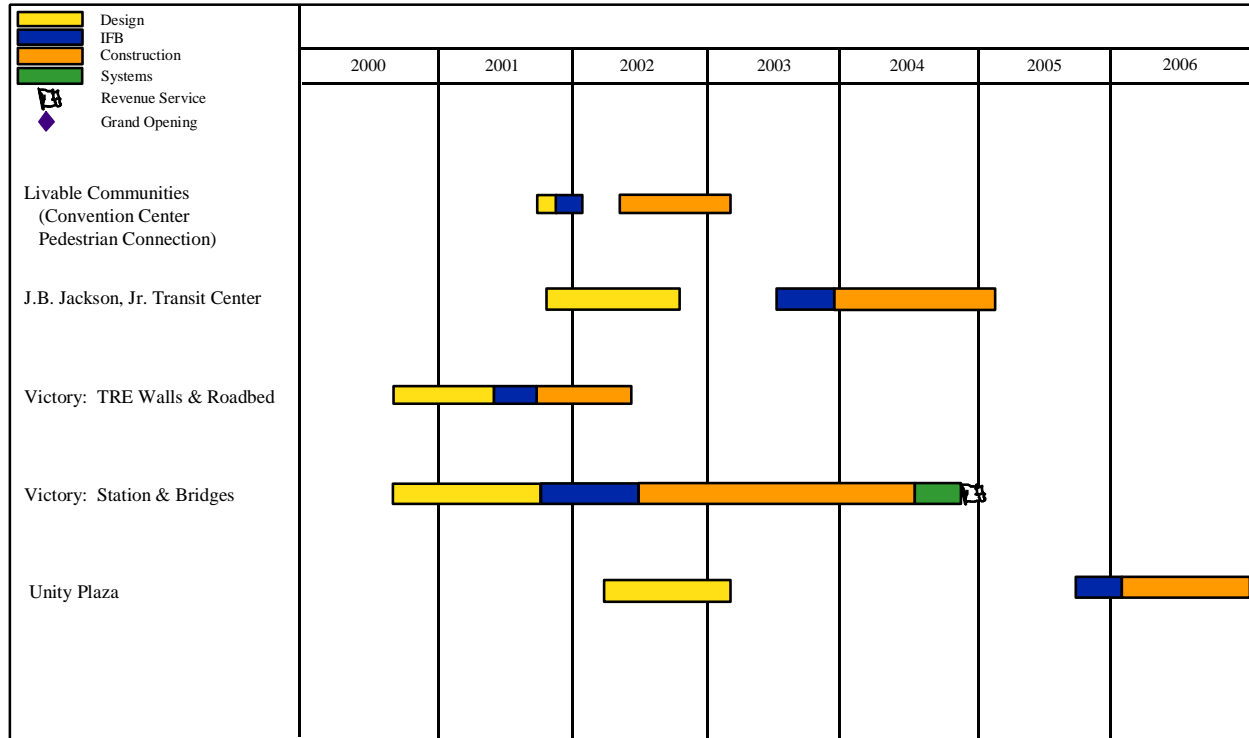 Design
IFB
Construction
Systems
Revenue Service
Grand Opening
2000 2001 2002 2003 2004 2005 2006
Livable Communities
(Convention Center
Pedestrian Connection)
J.B. Jackson, Jr. Transit Center
Victory: TRE Walls & Roadbed
Victory: Station & Bridges
Unity Plaza